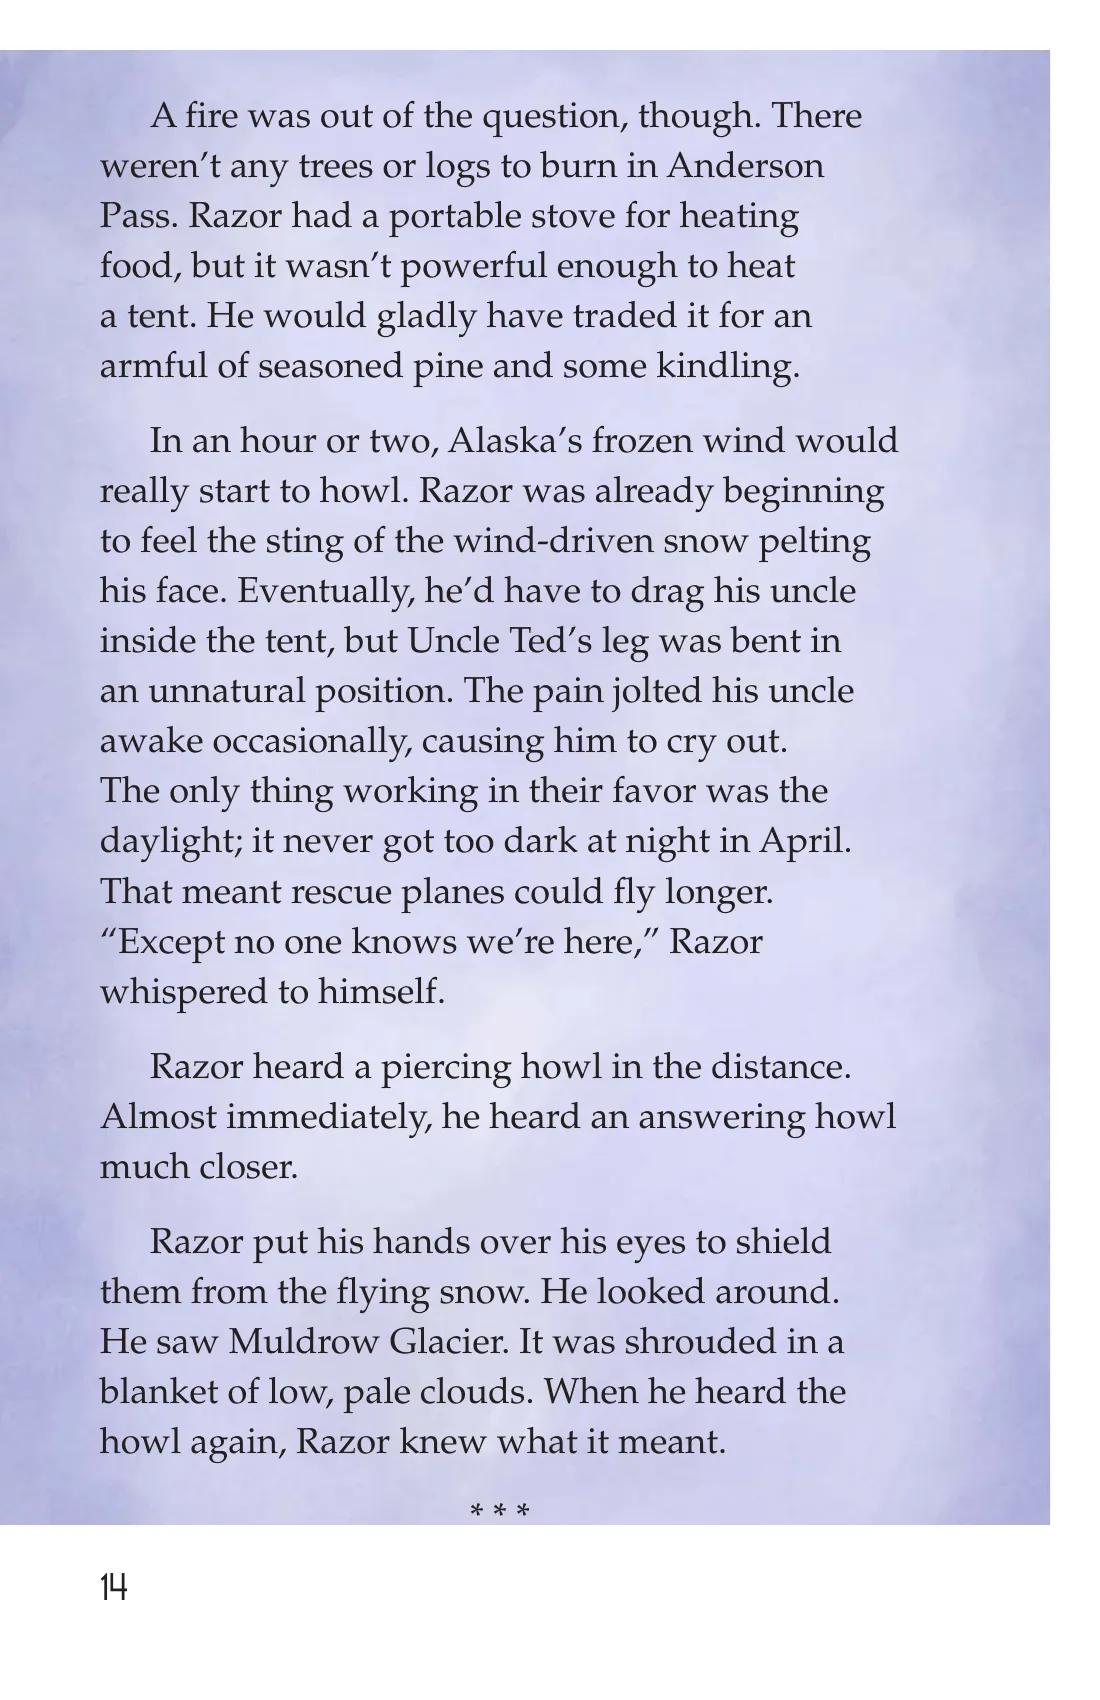 A fire was out of the question, though. There
weren’t any trees or logs to burn in Anderson
Pass. Razor had a portable stove for heating
food, but it wasn’t powerful enough to heat
a tent. He would gladly have traded it for an
armful of seasoned pine and some kindling.
In an hour or two, Alaska’s frozen wind would
really start to howl. Razor was already beginning
to feel the sting of the wind-driven snow pelting
his face. Eventually, he’d have to drag his uncle
inside the tent, but Uncle Ted’s leg was bent in
an unnatural position. The pain jolted his uncle
awake occasionally, causing him to cry out.
The only thing working in their favor was the
daylight; it never got too dark at night in April.
That meant rescue planes could fly longer.
“Except no one knows we’re here,” Razor
whispered to himself.
Razor heard a piercing howl in the distance.
Almost immediately, he heard an answering howl
much closer.
Razor put his hands over his eyes to shield
them from the flying snow. He looked around.
He saw Muldrow Glacier. It was shrouded in a
blanket of low, pale clouds. When he heard the
howl again, Razor knew what it meant.
* * *
14